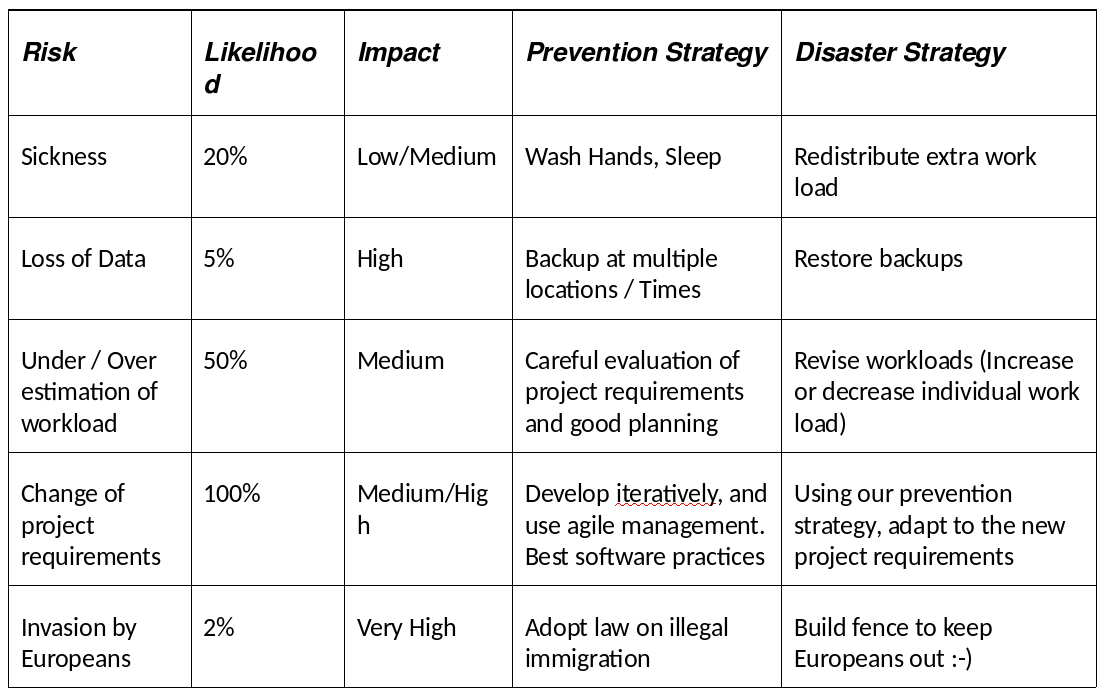 Risk
Likelihoo
d
Impact
Prevention Strategy
Disaster Strategy
Sickness
20%
Low/Medium
Wash Hands, Sleep
Redistribute extra work
load
Loss of Data
5%
High
Backup at multiple
locations / Times
Restore backups
Under / Over
estimation of
workload
50%
Medium
Careful evaluation of
project requirements
and good planning
Revise workloads (Increase
or decrease individual work
load)
Change of
project
requirements
100%
Medium/Hig
h
Develop iteratively, and
use agile management.
Best software practices
Using our prevention
strategy, adapt to the new
project requirements
Invasion by
Europeans
2%
Very High
Adopt law on illegal
immigration
Build fence to keep
Europeans out :-)